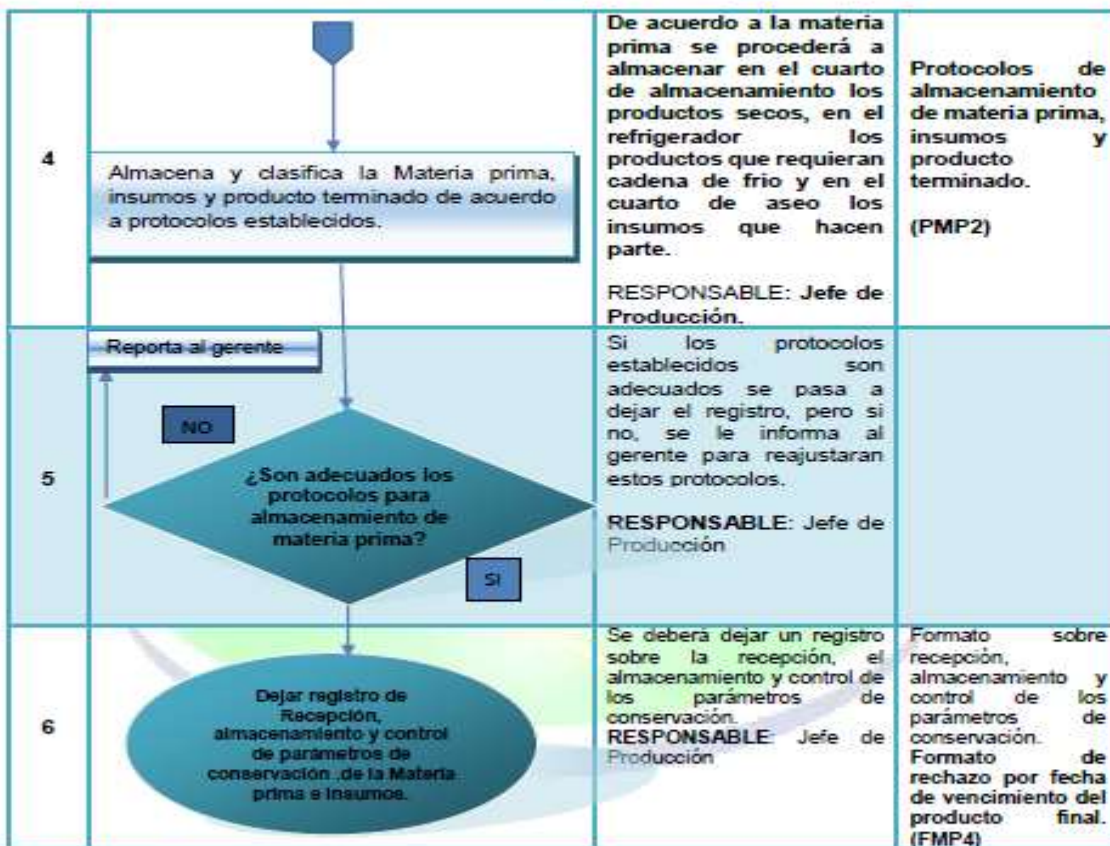 4
Almacena y clasifica la Materia prima,
insumos y producto terminado de acuerdo
a protocolos establecidos.
De acuerdo a la materia
prima se procederá a
almacenar en el cuarto
de almacenamiento los
productos secos, en el
refrigerador los
productos que requieran
cadena de frio y en el
cuarto de aseo los
insumos que hacen
parte.
RESPONSABLE: Jefe de
Producción.
Protocolos de
almacenamiento
de materia prima,
insumos y
producto
terminado.
(PMP2)
5
Reporta al gerente
NO
¿Son adecuados los
protocolos para
almacenamiento de
materia prima?
SI
Si los protocolos
establecidos son
adecuados se pasa a
dejar el registro, pero si
no, se le informa al
gerente para reajustaran
estos protocolos.
RESPONSABLE: Jefe de
Producción
6
Dejar registro de
Recepción,
almacenamiento y control
de parámetros de
conservación .de la Materia
prima e Insumos.
Se deberá dejar un registro
sobre la recepción, el
almacenamiento y control de
los parámetros de
conservación.
RESPONSABLE: Jefe de
Producción
Formato sobre
recepción,
almacenamiento y
control de los
parámetros de
conservación.
Formato de
rechazo por fecha
de vencimiento del
producto final.
(FMP4)